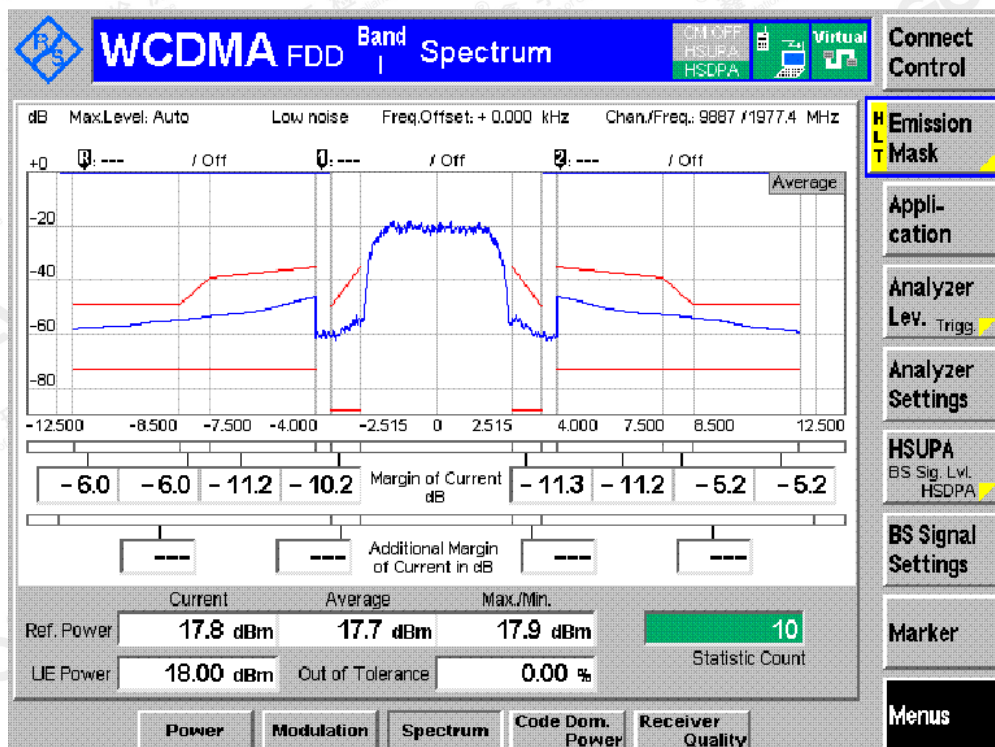 R S
WCDMA FDD Band I Spectrum
CM OFF
HSUPA
HSDPA
Virtual
Connect
Control
dB Max.Level: Auto Low noise Freq.Offset: + 0.000 kHz Chan./Freq.: 9887 / 1977.4 MHz
H
L
T
Emission
Mask
+0 R: --- / Off 1: --- / Off 2: --- / Off
Average
Appli-
cation
-20
-40
-60
-80
Analyzer
Lev. Trigg.
Analyzer
Settings
-12.500 -8.500 -7.500 -4.000 -2.515 0 2.515 4.000 7.500 8.500 12.500
HSUPA
BS Sig. Lvl.
HSDPA
- 6.0 - 6.0 - 11.2 - 10.2 Margin of Current dB - 11.3 - 11.2 - 5.2 - 5.2
--- --- Additional Margin of Current in dB --- ---
BS Signal
Settings
Current Average Max./Min.
Ref. Power 17.8 dBm 17.7 dBm 17.9 dBm 10
Statistic Count
UE Power 18.00 dBm Out of Tolerance 0.00 %
Marker
Menus
Power Modulation Spectrum Code Dom. Power Receiver Quality